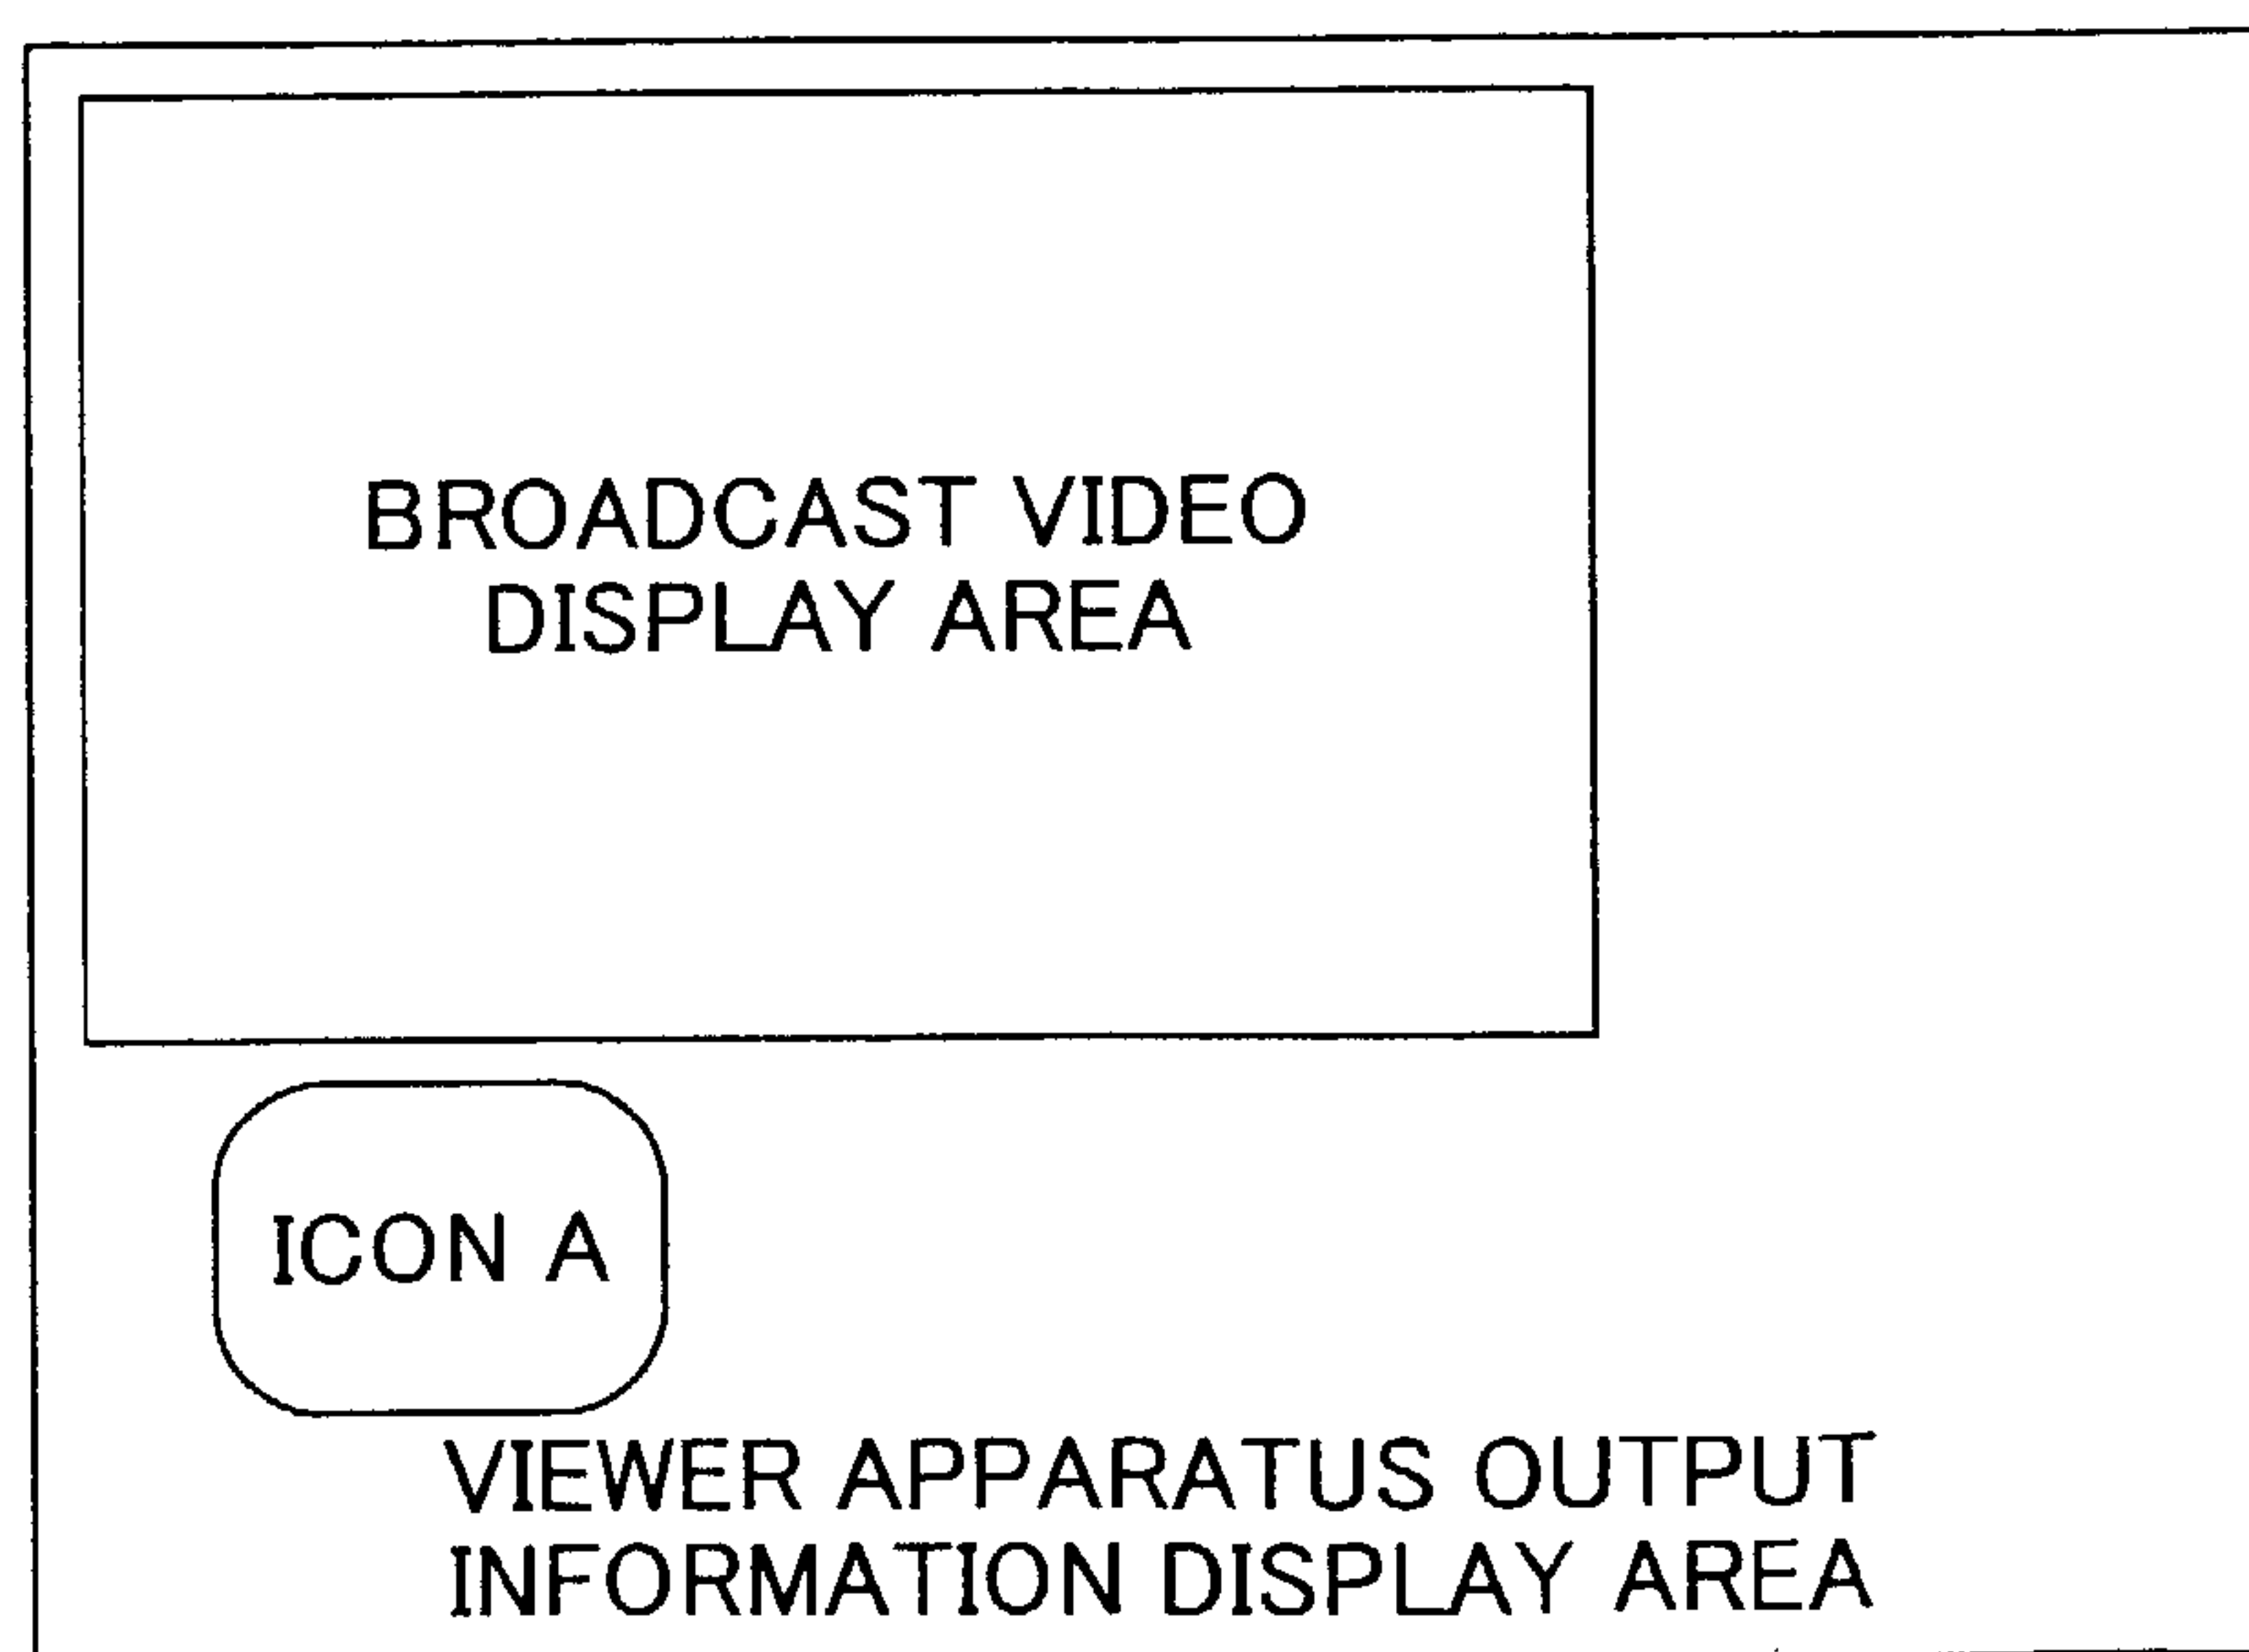 BROADCAST VIDEO
DISPLAY AREA
ICON A
VIEWER APPARATUS OUTPUT
INFORMATION DISPLAY AREA